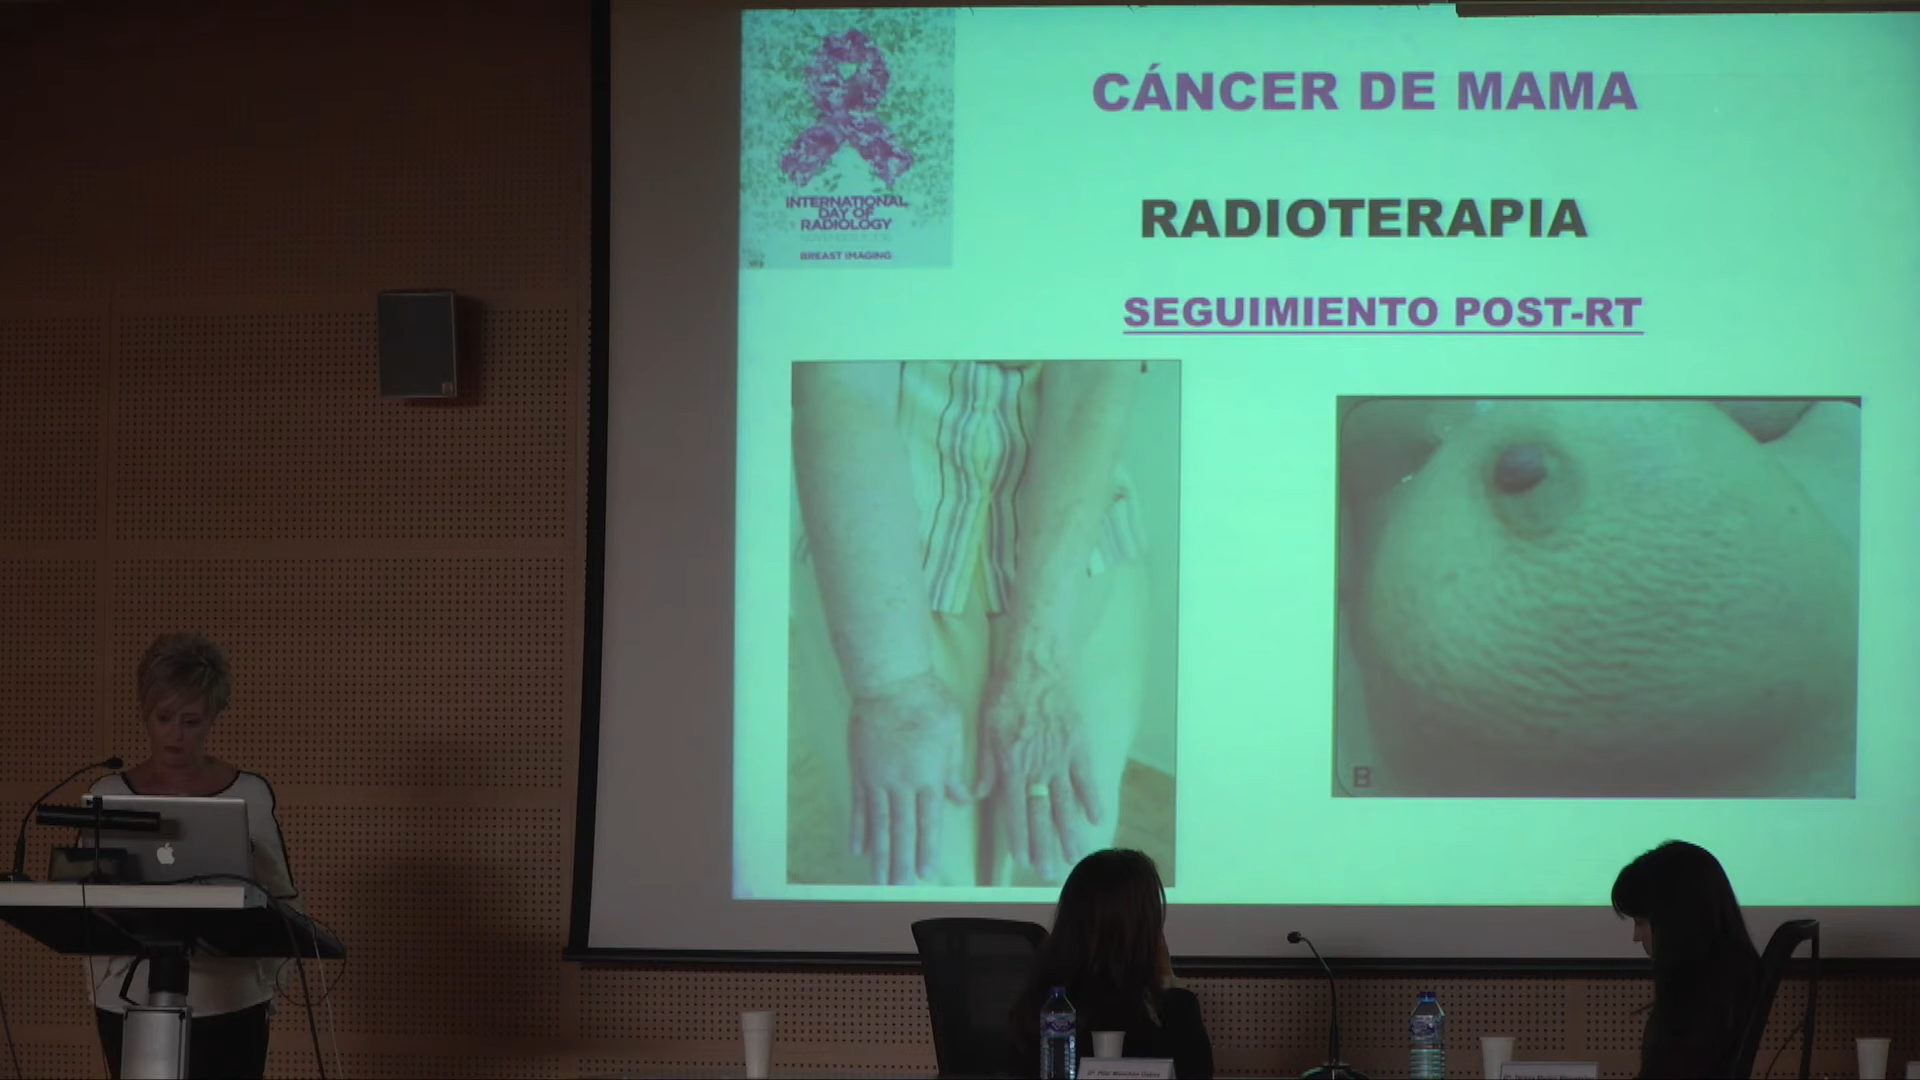 CÁNCER DE MAMA
RADIOTERAPIA
SEGUIMIENTO POST-RT
INTERNATIONAL
DAY OF
RADIOLOGY
BREAST IMAGING
B